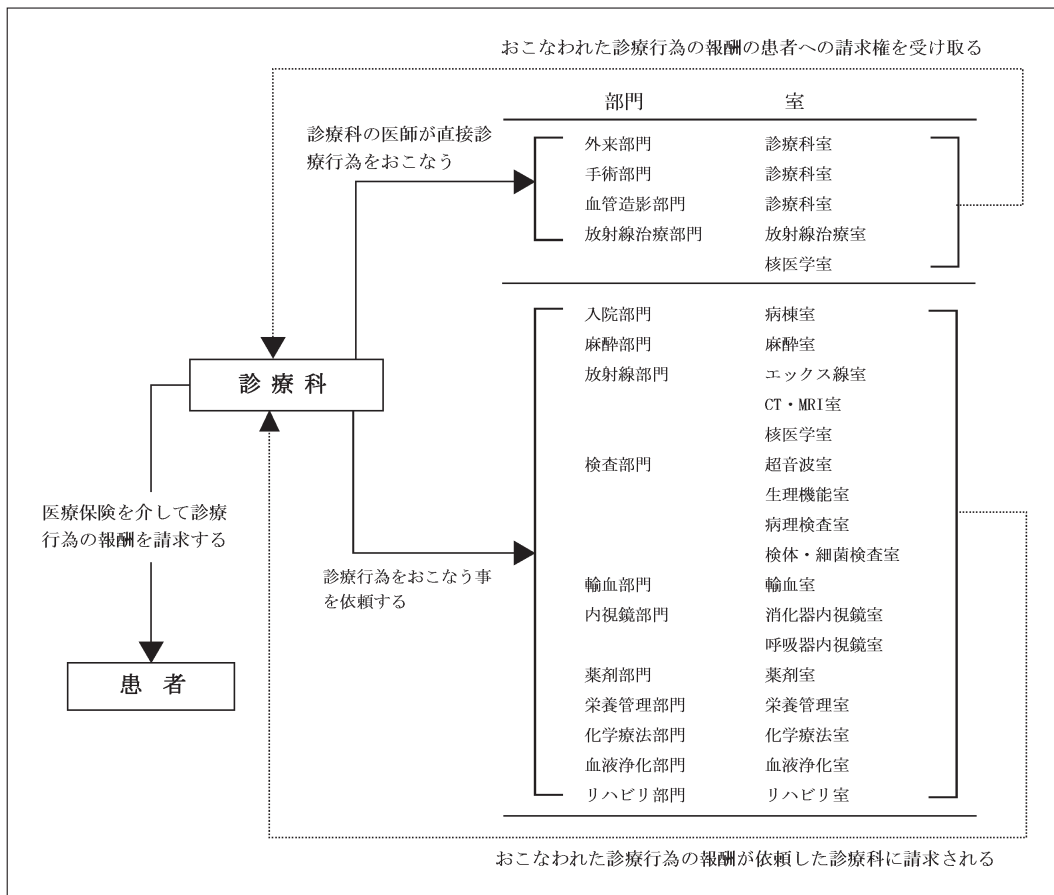 おこなわれた診療行為の報酬の患者への請求権を受け取る
部門 室
診療科の医師が直接診
療行為をおこなう
外来部門 診療科室
手術部門 診療科室
血管造影部門 診療科室
放射線治療部門 放射線治療室
核医学室
入院部門 病棟室
麻酔部門 麻酔室
放射線部門 エックス線室
CT・MRI室
核医学室
検査部門 超音波室
生理機能室
病理検査室
検体・細菌検査室
輸血部門 輸血室
内視鏡部門 消化器内視鏡室
呼吸器内視鏡室
薬剤部門 薬剤室
栄養管理部門 栄養管理室
化学療法部門 化学療法室
血液浄化部門 血液浄化室
リハビリ部門 リハビリ室
診療科
医療保険を介して診療
行為の報酬を請求する
診療行為をおこなう事
を依頼する
患者
おこなわれた診療行為の報酬が依頼した診療科に請求される